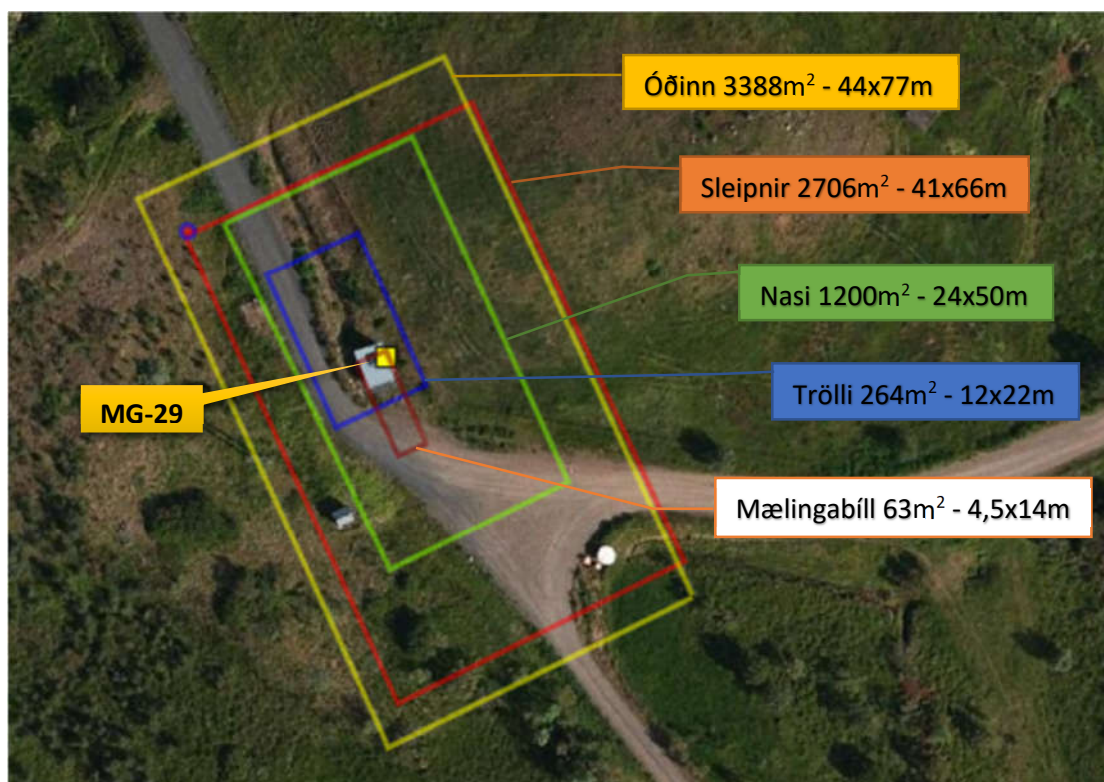 Óðinn 3388m² - 44x77m
Sleipnir 2706m² - 41x66m
Nasi 1200m² - 24x50m
Trölli 264m² - 12x22m
MG-29
Mælingabíll 63m² - 4,5x14m